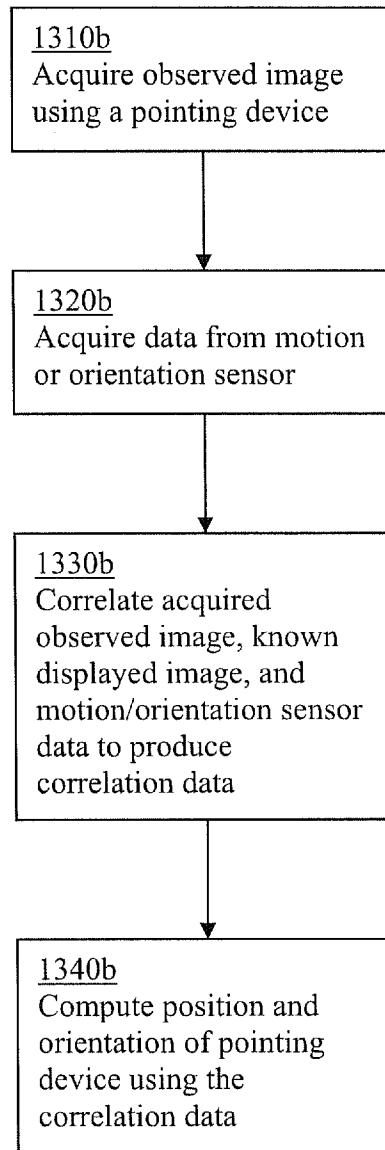 1310b
Acquire observed image
using a pointing device
1320b
Acquire data from motion
or orientation sensor
1330b
Correlate acquired
observed image, known
displayed image, and
motion/orientation sensor
data to produce
correlation data
1340b
Compute position and
orientation of pointing
device using the
correlation data